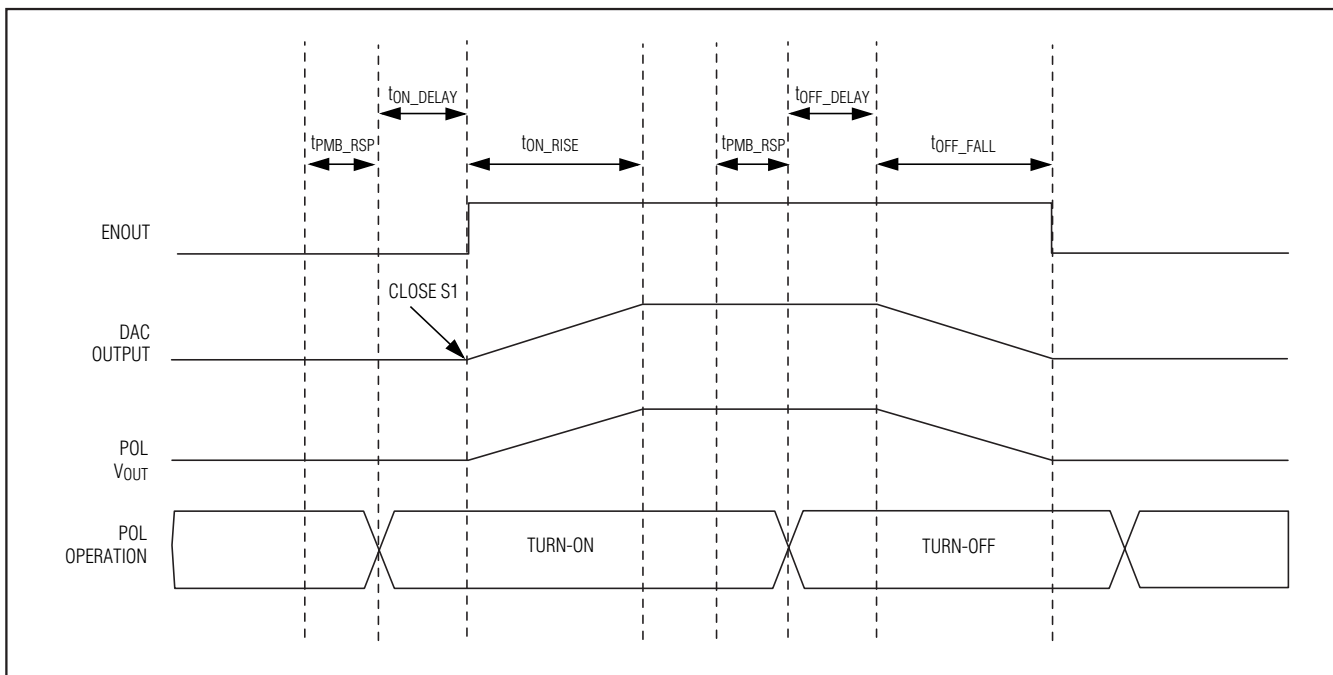 tON_DELAY
tOFF_DELAY
tPMB_RSP
tON_RISE
tPMB_RSP
tOFF_FALL
ENOUT
CLOSE S1
DAC
OUTPUT
POL
VOUT
POL
OPERATION
TURN-ON
TURN-OFF